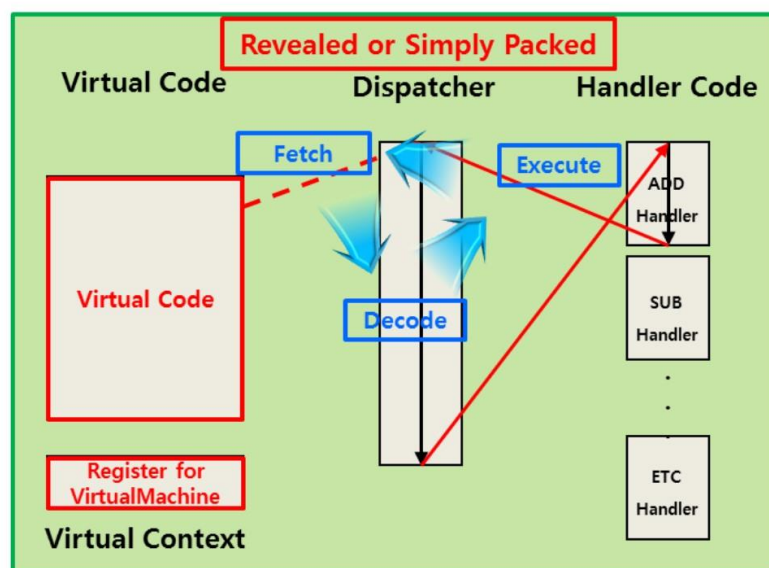 Revealed or Simply Packed
Virtual Code
Dispatcher
Handler Code
Fetch
Execute
ADD
Handler
Virtual Code
Decode
SUB
Handler
.
.
.
Register for
VirtualMachine
ETC
Handler
Virtual Context